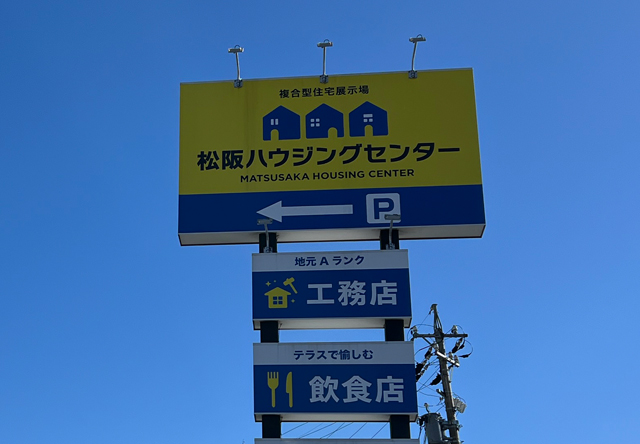 複合型住宅展示場
松阪ハウジングセンター
MATSUSAKA HOUSING CENTER
P
地元Aランク
工務店
テラスで愉しむ
飲食店